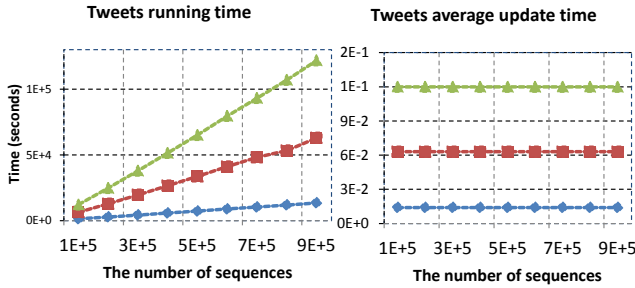 Tweets running time
Time (seconds)
1E+5
5E+4
0E+0
1E+5 3E+5 5E+5 7E+5 9E+5
The number of sequences
Tweets average update time
2E-1
1E-1
9E-2
6E-2
3E-2
0E+0
1E+5 3E+5 5E+5 7E+5 9E+5
The number of sequences